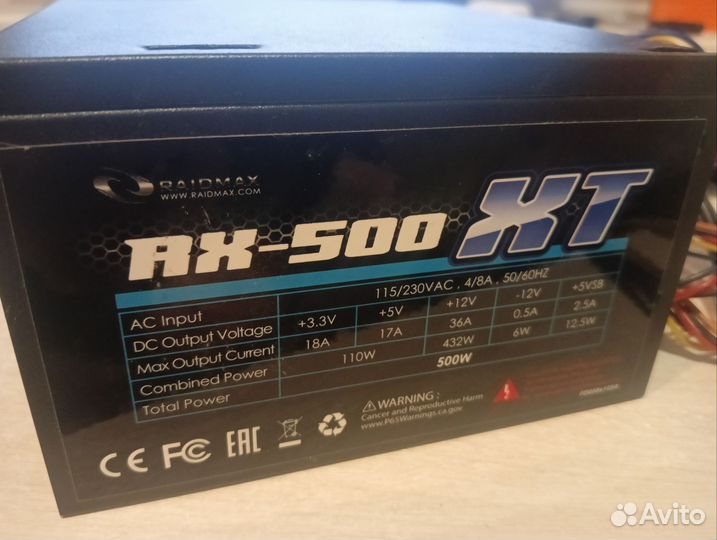 RAIDMAX
WWW.RAIDMAX.COM
RX-500 XT
AC Input 115/230VAC , 4/8A , 50/60HZ
DC Output Voltage +3.3V +5V +12V -12V +5VSB
Max Output Current 18A 17A 36A 0.5A 2.5A
Combined Power 110W 432W 6W 12.5W
Total Power 500W
WARNING :
Cancer and Reproductive Harm
www.P65Warnings.ca.gov
CE FC EAC
Avito